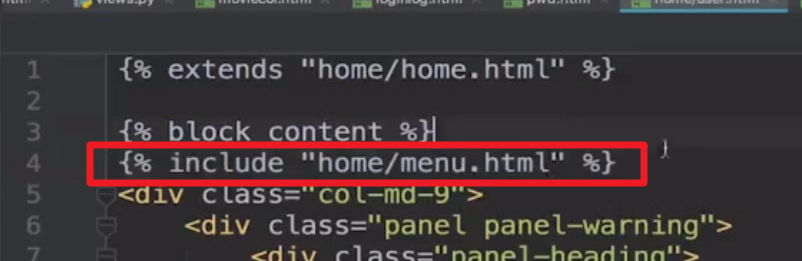 views.py moviecol.html loginlog.html pwd.html home/user.html
1 {% extends "home/home.html" %}
2
3 {% block content %}
4 {% include "home/menu.html" %}
5 <div class="col-md-9">
6 <div class="panel panel-warning">
7 <div class="panel-heading">